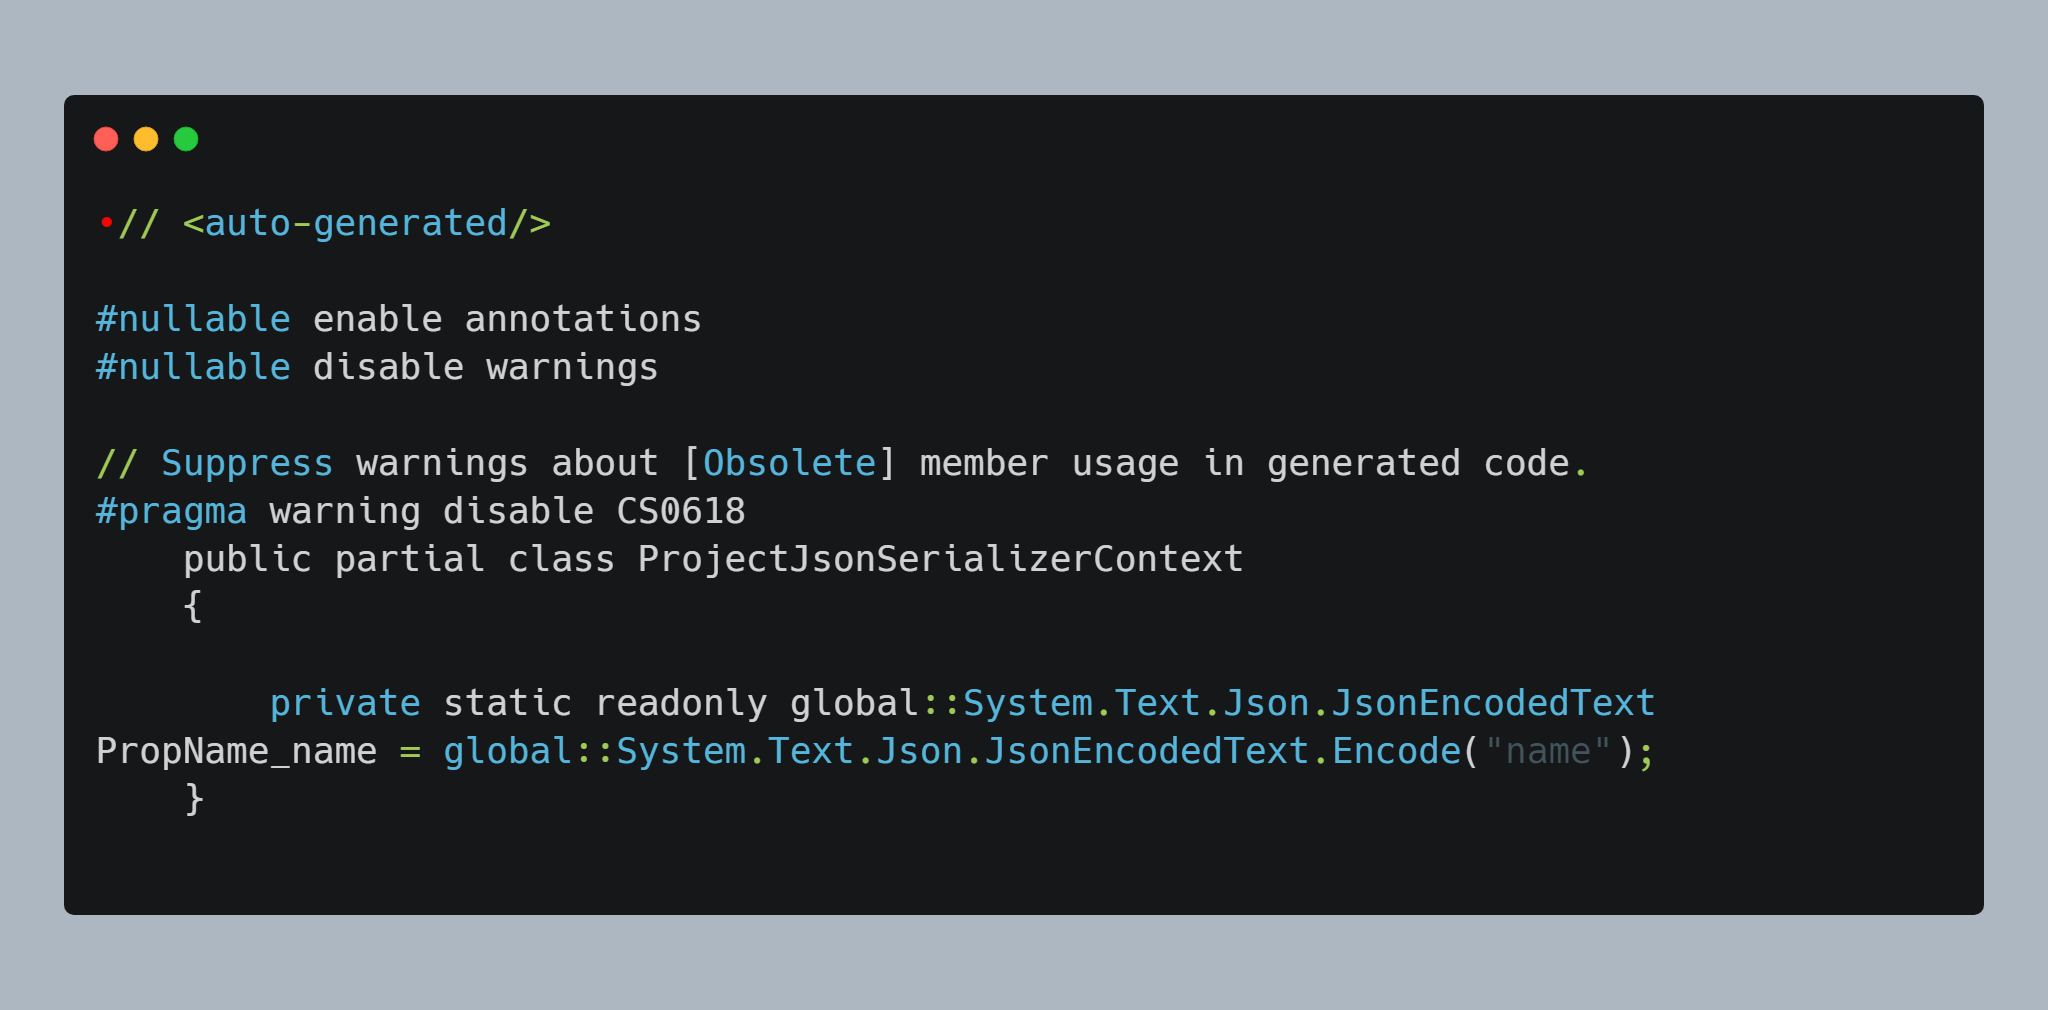 •// <auto-generated/>
#nullable enable annotations
#nullable disable warnings
// Suppress warnings about [Obsolete] member usage in generated code.
#pragma warning disable CS0618
    public partial class ProjectJsonSerializerContext
    {
        private static readonly global::System.Text.Json.JsonEncodedText
PropName_name = global::System.Text.Json.JsonEncodedText.Encode("name");
    }